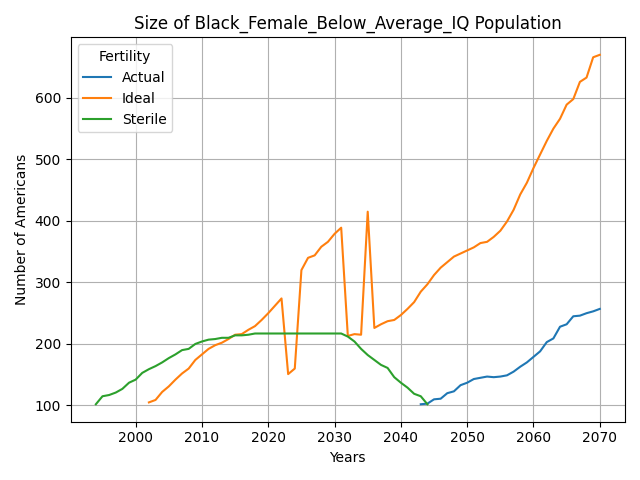 Size of Black_Female_Below_Average_IQ Population
Fertility
Actual
Ideal
Sterile
Number of Americans
600
500
400
300
200
100
2000 2010 2020 2030 2040 2050 2060 2070
Years